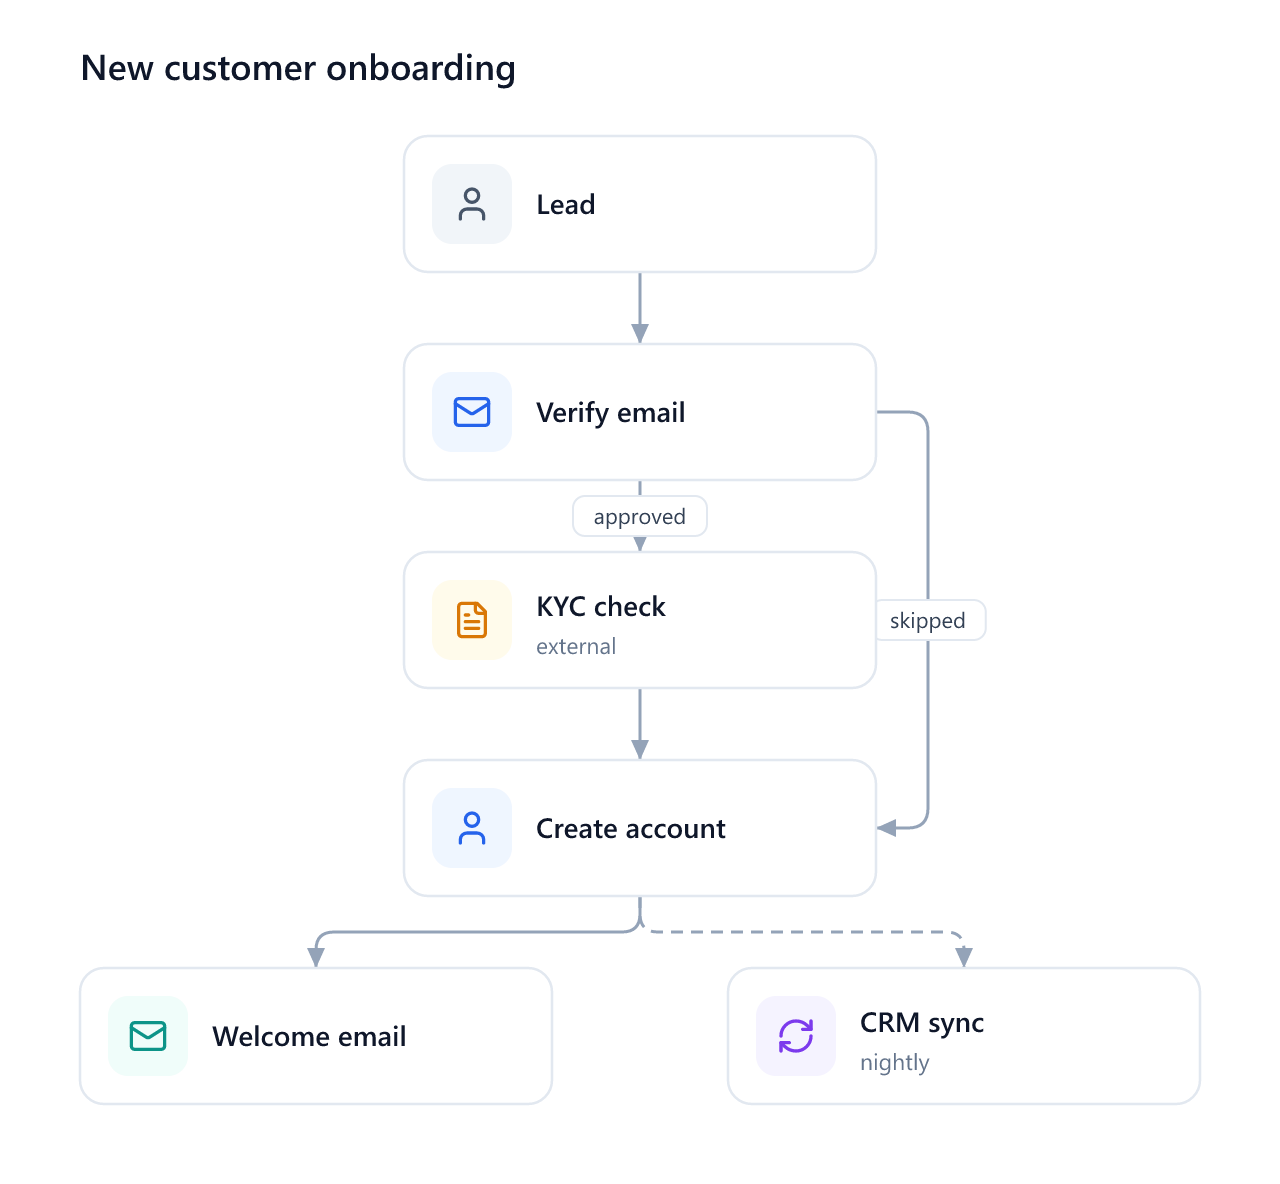 New customer onboarding
Lead
Verify email
approved
KYC check
external
skipped
Create account
Welcome email
CRM sync
nightly